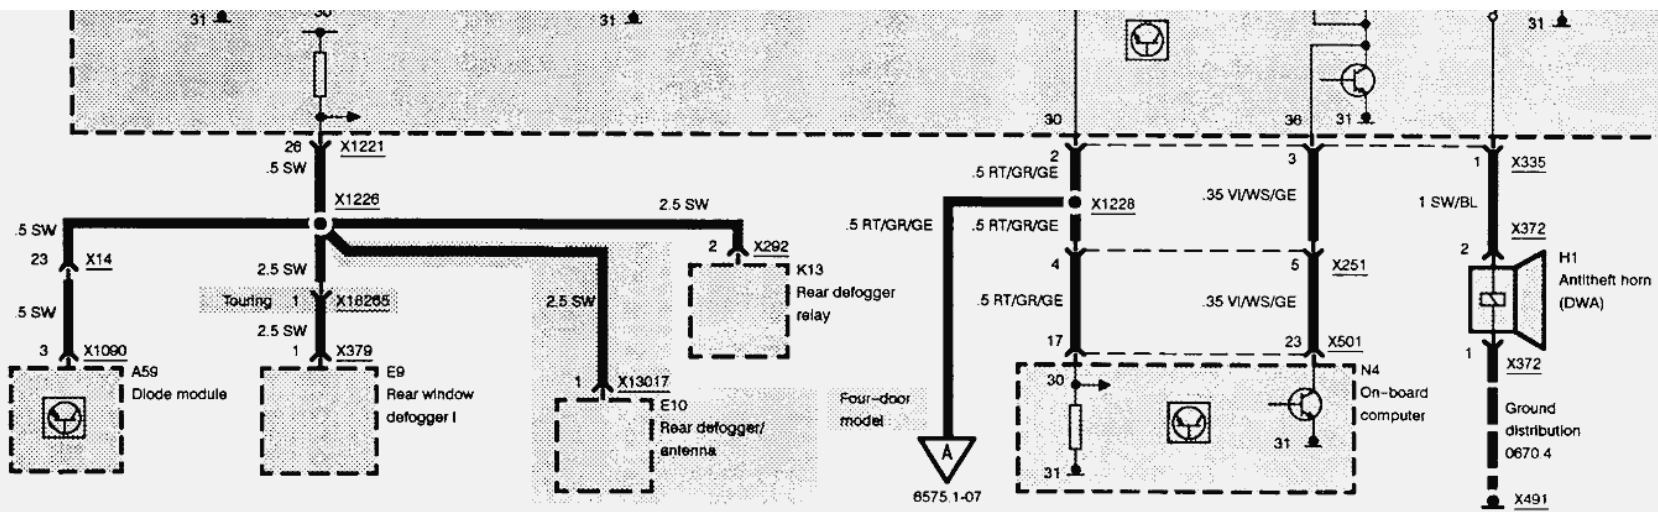 31
30
31
31
30
36
31
26 X1221
.5 SW
2
3
1 X335
.5 RT/GR/GE
.35 VI/WS/GE
1 SW/BL
X1226
2.5 SW
X1228
.5 SW
.5 RT/GR/GE
.5 RT/GR/GE
X372
2
23 X14
2.5 SW
2 X292
4
5 X251
H1
Antitheft horn
(DWA)
K13
Rear defogger
relay
Touring 1 X18265
2.5 SW
.5 RT/GR/GE
.35 VI/WS/GE
.5 SW
2.5 SW
3 X1090
1 X379
17
23 X501
1
X372
A59
Diode module
E9
Rear window
defogger I
1 X13017
E10
Rear defogger/
antenna
Four-door
model
A
6575.1-07
30
31
31
N4
On-board
computer
Ground
distribution
0670.4
X491